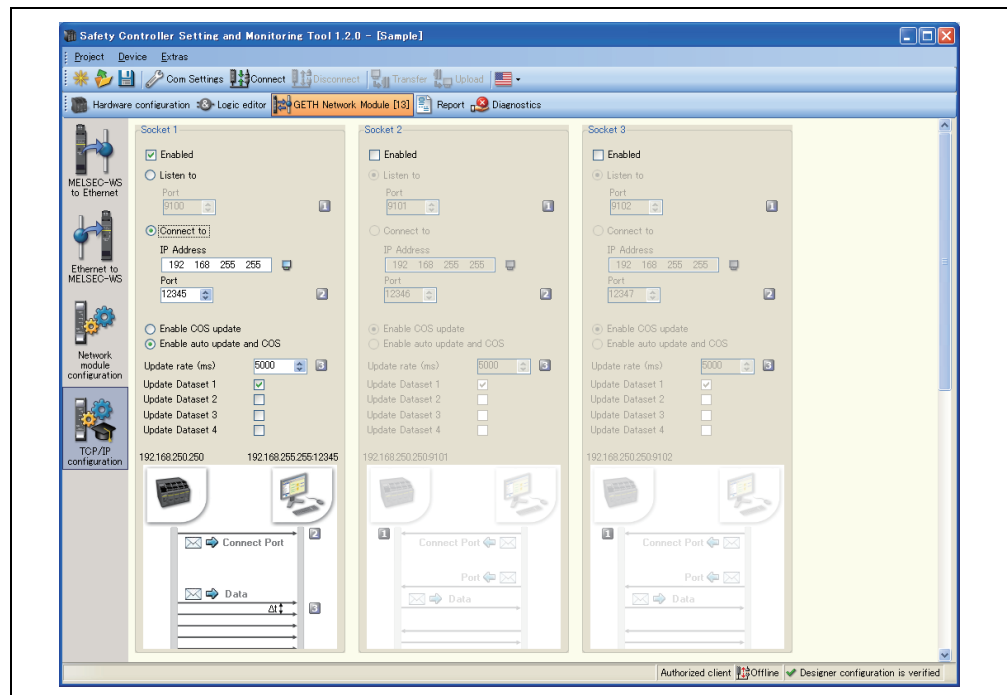 Safety Controller Setting and Monitoring Tool 1.2.0 - [Sample]
Project Device Extras
Com Settings Connect Disconnect Transfer Upload
Hardware configuration Logic editor GETH Network Module [13] Report Diagnostics
MELSEC-WS
to Ethernet
Ethernet to
MELSEC-WS
Network
module
configuration
TCP/IP
configuration
Socket 1
Enabled
Listen to
Port
9100
1
Connect to
IP Address
192 168 255 255
Port
12345
2
Enable COS update
Enable auto update and COS
Update rate (ms) 5000
3
Update Dataset 1
Update Dataset 2
Update Dataset 3
Update Dataset 4
192.168.250.250 192.168.255.255:12345
2
Connect Port
Data
Δt
3
Socket 2
Enabled
Listen to
Port
9101
1
Connect to
IP Address
192 168 255 255
Port
12346
2
Enable COS update
Enable auto update and COS
Update rate (ms) 5000
3
Update Dataset 1
Update Dataset 2
Update Dataset 3
Update Dataset 4
192.168.250.250:9101
1
Connect Port
Port
Data
Socket 3
Enabled
Listen to
Port
9102
1
Connect to
IP Address
192 168 255 255
Port
12347
2
Enable COS update
Enable auto update and COS
Update rate (ms) 5000
3
Update Dataset 1
Update Dataset 2
Update Dataset 3
Update Dataset 4
192.168.250.250:9102
1
Connect Port
Port
Data
Authorized client Offline Designer configuration is verified